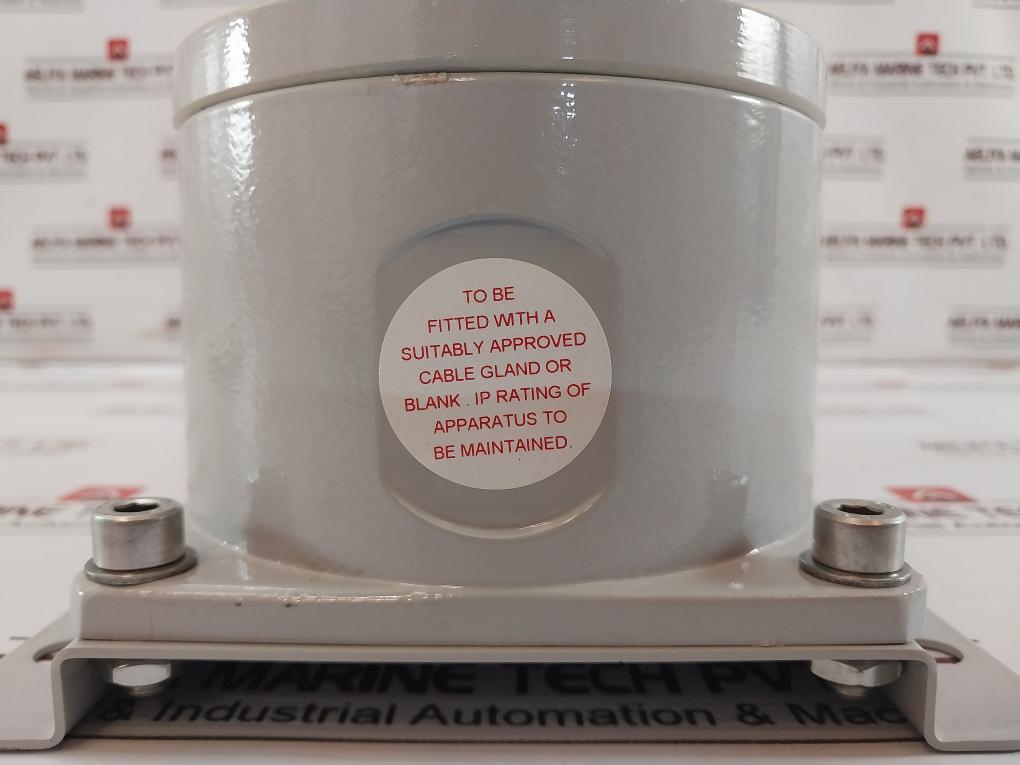 TO BE
FITTED WITH A
SUITABLY APPROVED
CABLE GLAND OR
BLANK . IP RATING OF
APPARATUS TO
BE MAINTAINED.
MARINE TECH PV
& Industrial Automation & Mac